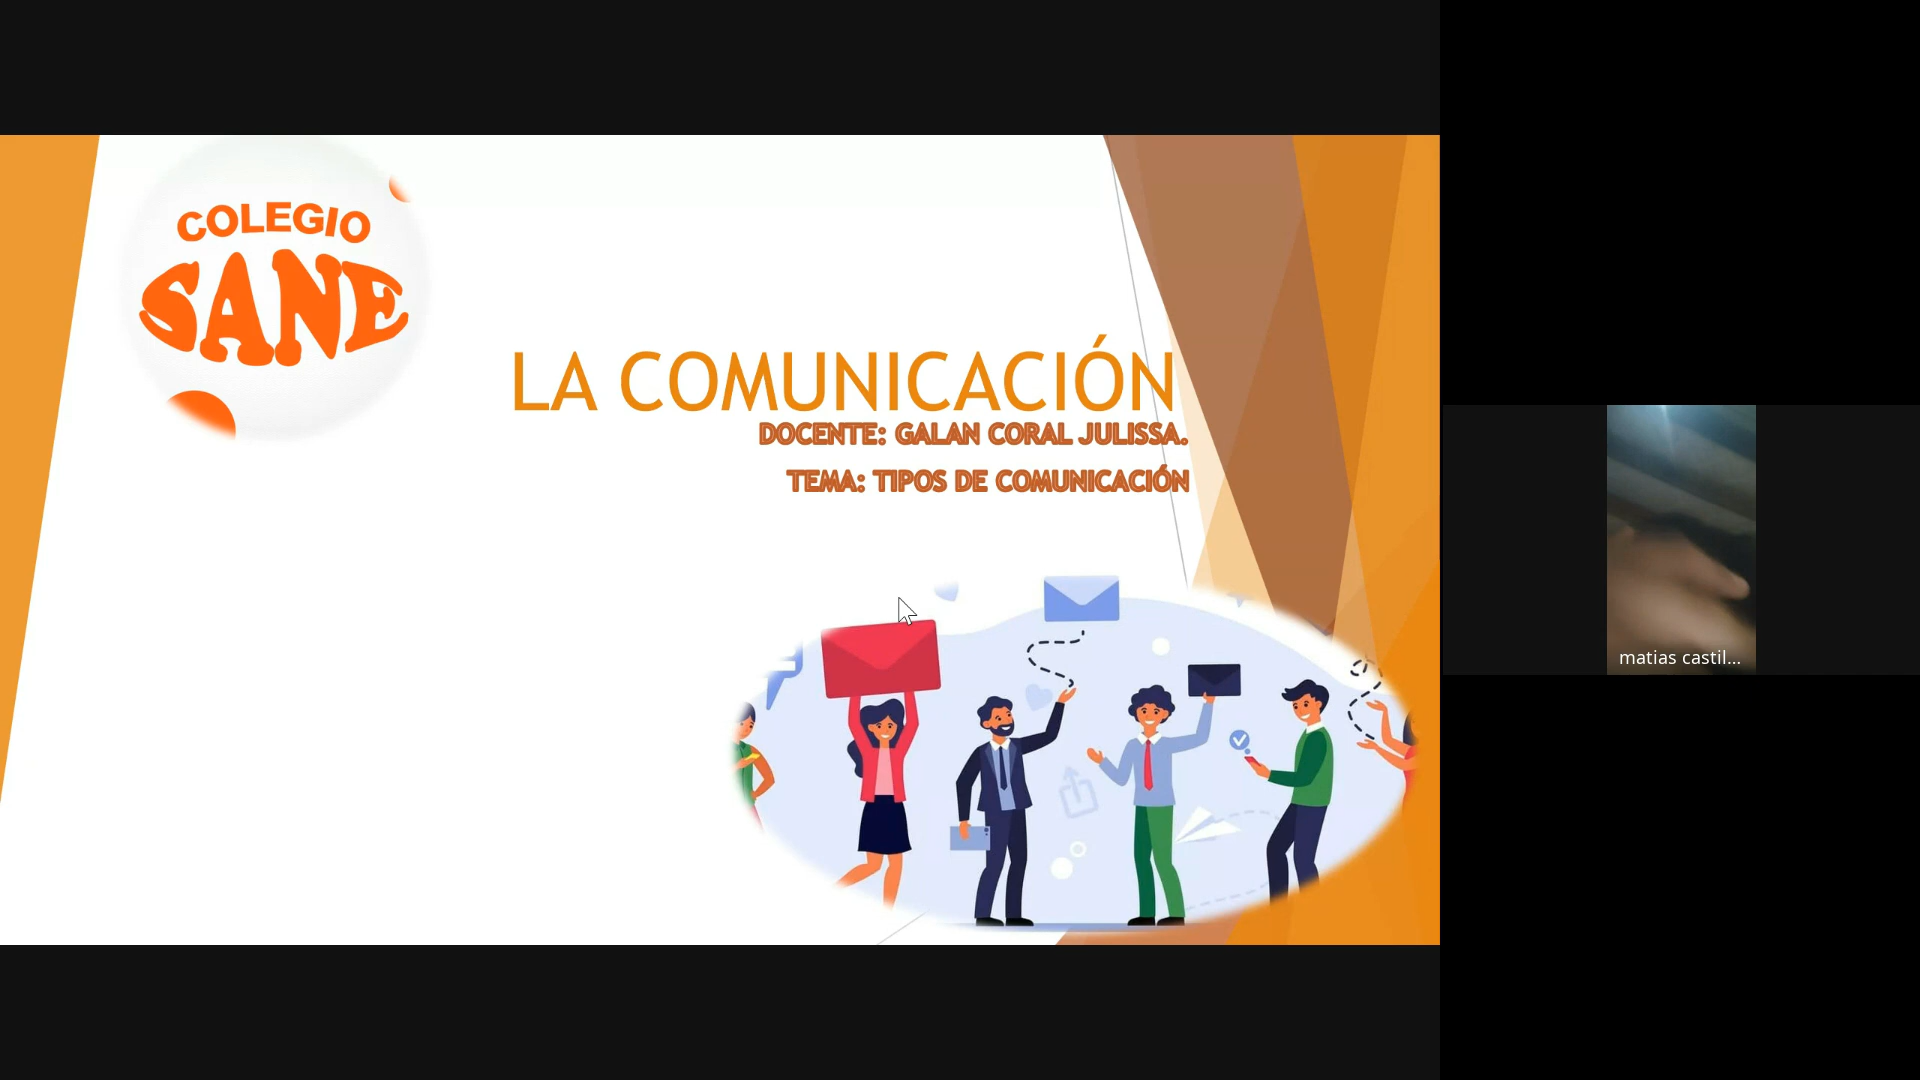 COLEGIO
SANE
LA COMUNICACIÓN
DOCENTE: GALAN CORAL JULISSA.
TEMA: TIPOS DE COMUNICACIÓN
matias castil...